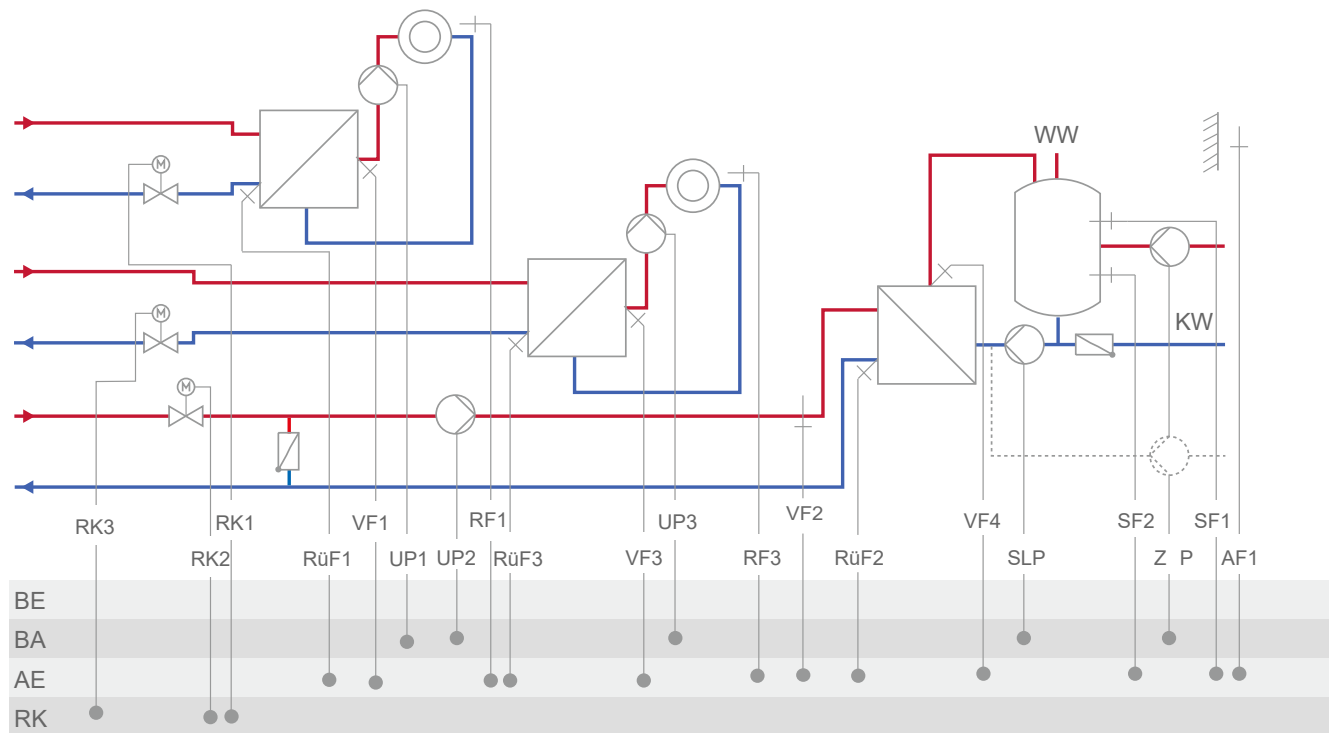 WW
M
M
KW
M
RK3
RK1
VF1
RF1
UP3
VF2
VF4
SF2
SF1
RK2
RüF1
UP1
UP2
RüF3
VF3
RF3
RüF2
SLP
Z P
AF1
BE
BA
AE
RK